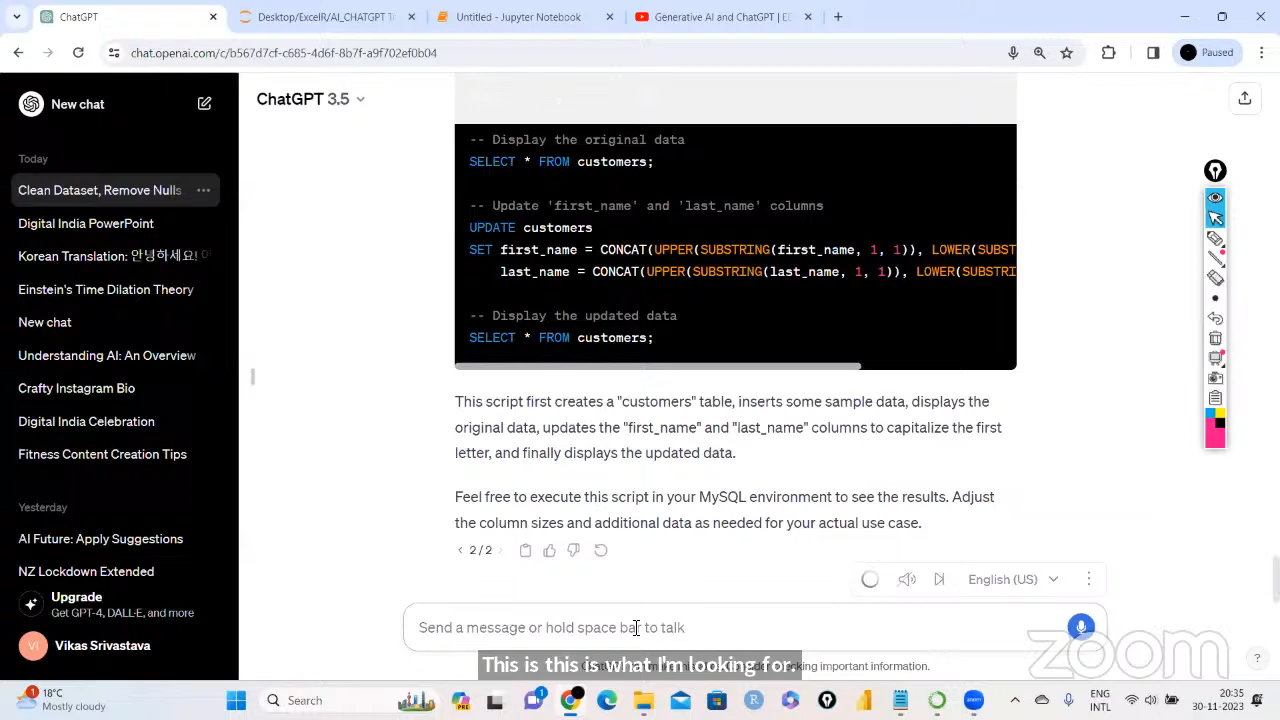 ChatGPT
Desktop/ExcelR/AI_CHATGPT
Untitled - Jupyter Notebook
Generative AI and ChatGPT |
chat.openai.com/c/b567d7cf-c685-4d6f-8b7f-a9f702ef0b04
Paused
New chat
ChatGPT 3.5
Today
Clean Dataset, Remove Nulls
Digital India PowerPoint
Korean Translation: 안녕하세요!
Einstein's Time Dilation Theory
New chat
Understanding AI: An Overview
Crafty Instagram Bio
Digital India Celebration
Fitness Content Creation Tips
Yesterday
AI Future: Apply Suggestions
NZ Lockdown Extended
Upgrade
Get GPT-4, DALL·E, and more
VI
Vikas Srivastava
-- Display the original data
SELECT * FROM customers;
-- Update 'first_name' and 'last_name' columns
UPDATE customers
SET first_name = CONCAT(UPPER(SUBSTRING(first_name, 1, 1)), LOWER(SUBST
last_name = CONCAT(UPPER(SUBSTRING(last_name, 1, 1)), LOWER(SUBSTRI
-- Display the updated data
SELECT * FROM customers;
This script first creates a "customers" table, inserts some sample data, displays the
original data, updates the "first_name" and "last_name" columns to capitalize the first
letter, and finally displays the updated data.
Feel free to execute this script in your MySQL environment to see the results. Adjust
the column sizes and additional data as needed for your actual use case.
2 / 2
English (US)
Send a message or hold space bar to talk
This is this is what I'm looking for.
important information.
zoom
?
18°C
Mostly cloudy
Search
PRE
1
R
ENG
INTL
20:35
30-11-2023